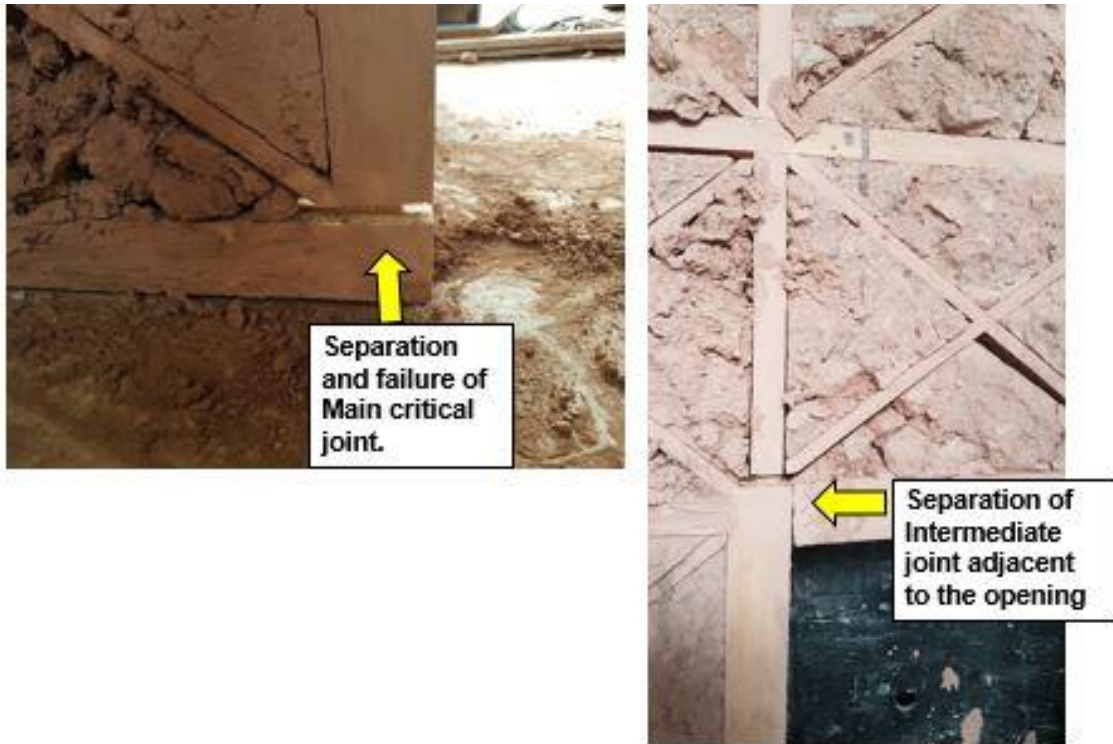 Separation
and failure of
Main critical
joint.
Separation of
Intermediate
joint adjacent
to the opening